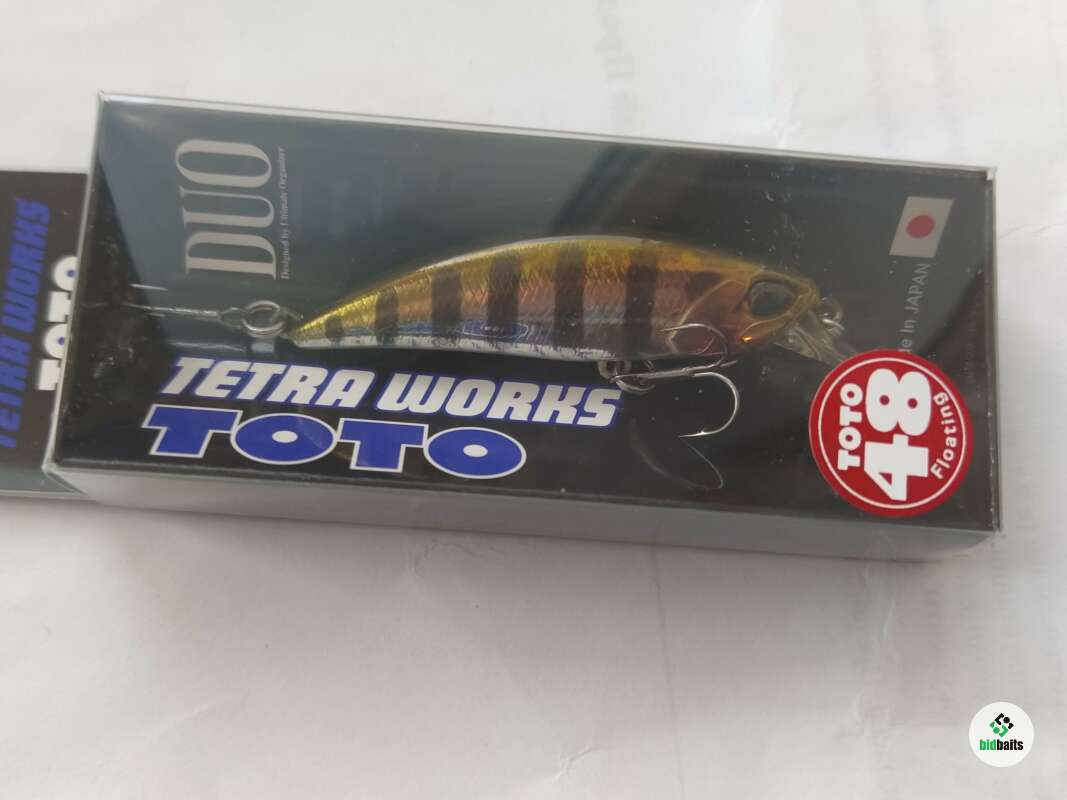 DUO
Designed by Ultimate Organizer
TETRA WORKS
TOTO
Made In JAPAN
TOTO
48
Floating
TETRA WORKS
TOTO
bidbaits